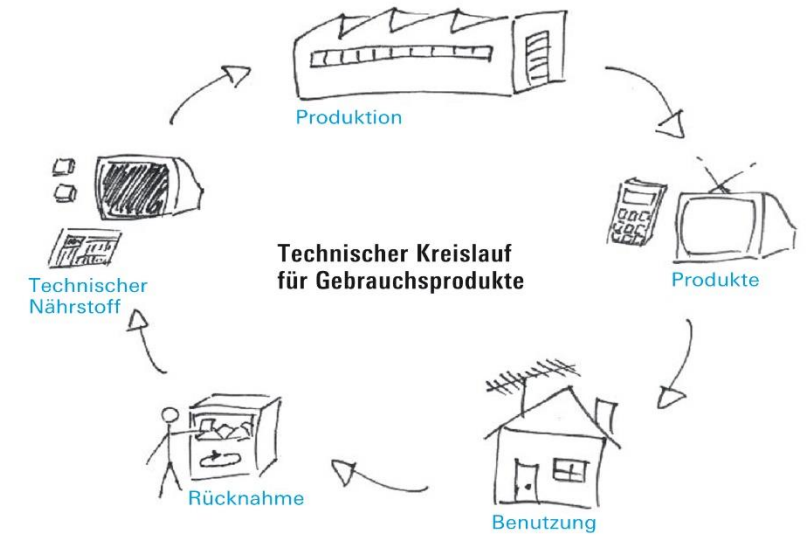 Produktion
Technischer Kreislauf
für Gebrauchsprodukte
Produkte
Technischer
Nährstoff
Rücknahme
Benutzung